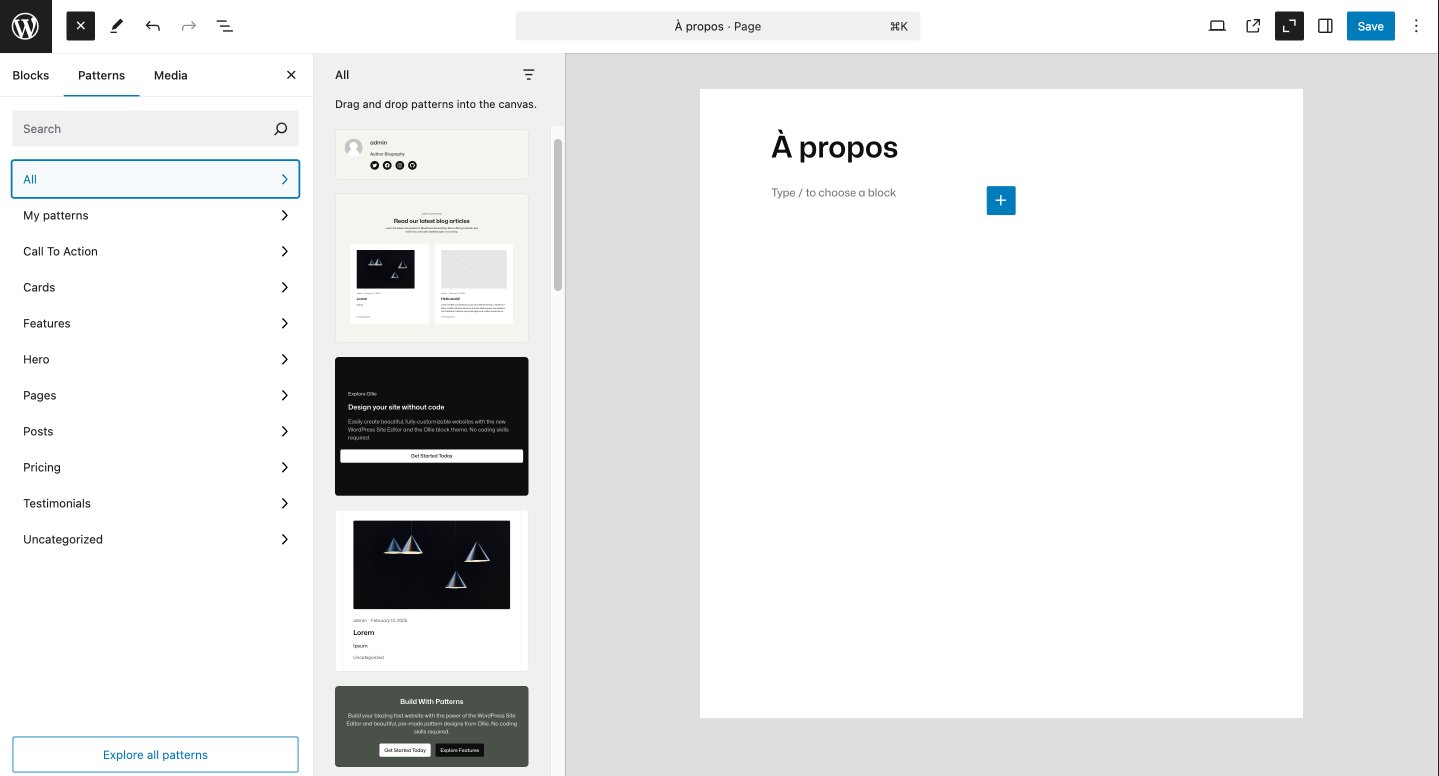 À propos · Page
⌘K
Save
Blocks
Patterns
Media
Search
All
My patterns
Call To Action
Cards
Features
Hero
Pages
Posts
Pricing
Testimonials
Uncategorized
Explore all patterns
All
Drag and drop patterns into the canvas.
admin
Author Biography
Read our latest blog articles
Lorem
Hello world!
Explore Ollie
Design your site without code
Easily create beautiful, fully-customizable websites with the new
WordPress Site Editor and the Ollie block theme. No coding skills
required.
Get Started Today
Lorem
Ipsum
Uncategorized
Build With Patterns
Build your blazing fast website with the power of the WordPress Site
Editor and beautiful, pre-made pattern designs from Ollie. No coding
skills required.
Get Started Today
Explore Features
À propos
Type / to choose a block